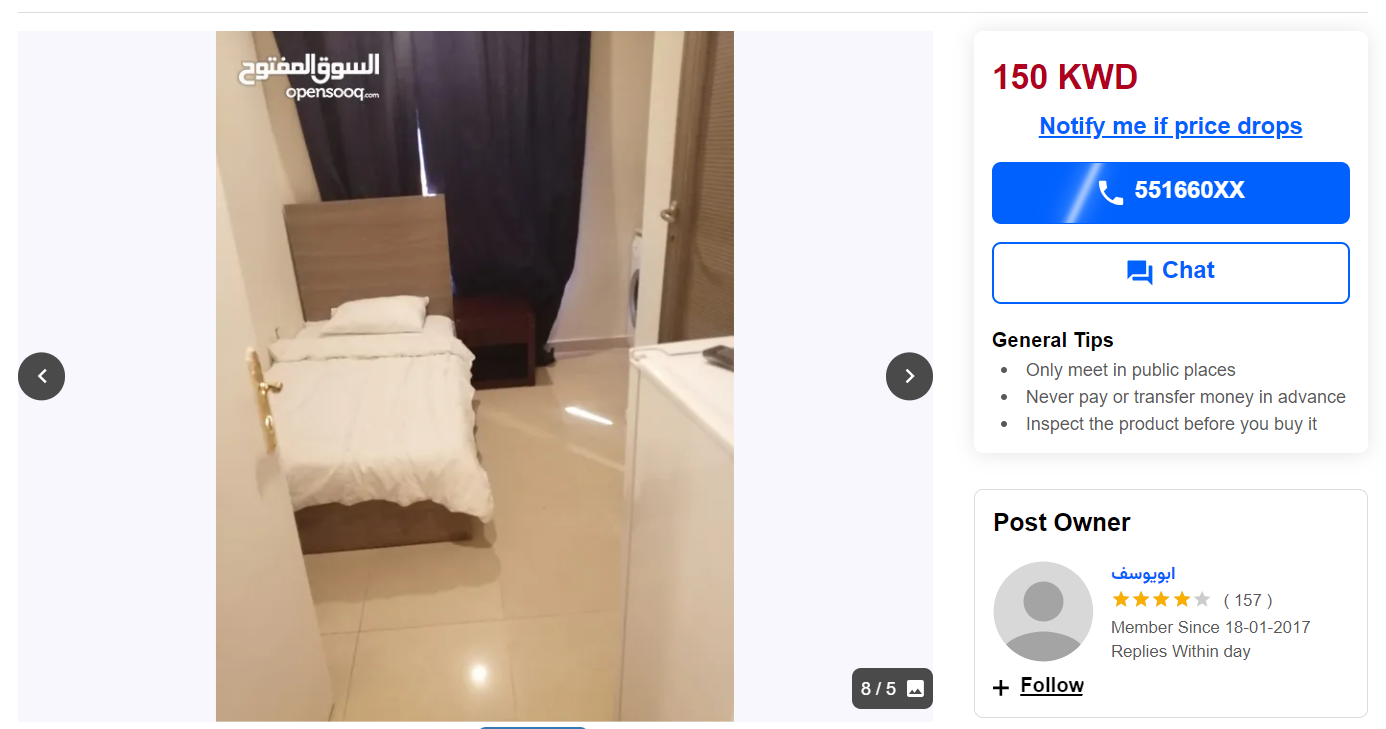 السوق المفتوح
opensooq.com
8 / 5
150 KWD
Notify me if price drops
551660XX
Chat
General Tips
Only meet in public places
Never pay or transfer money in advance
Inspect the product before you buy it
Post Owner
ابويوسف
( 157 )
Member Since 18-01-2017
Replies Within day
+ Follow